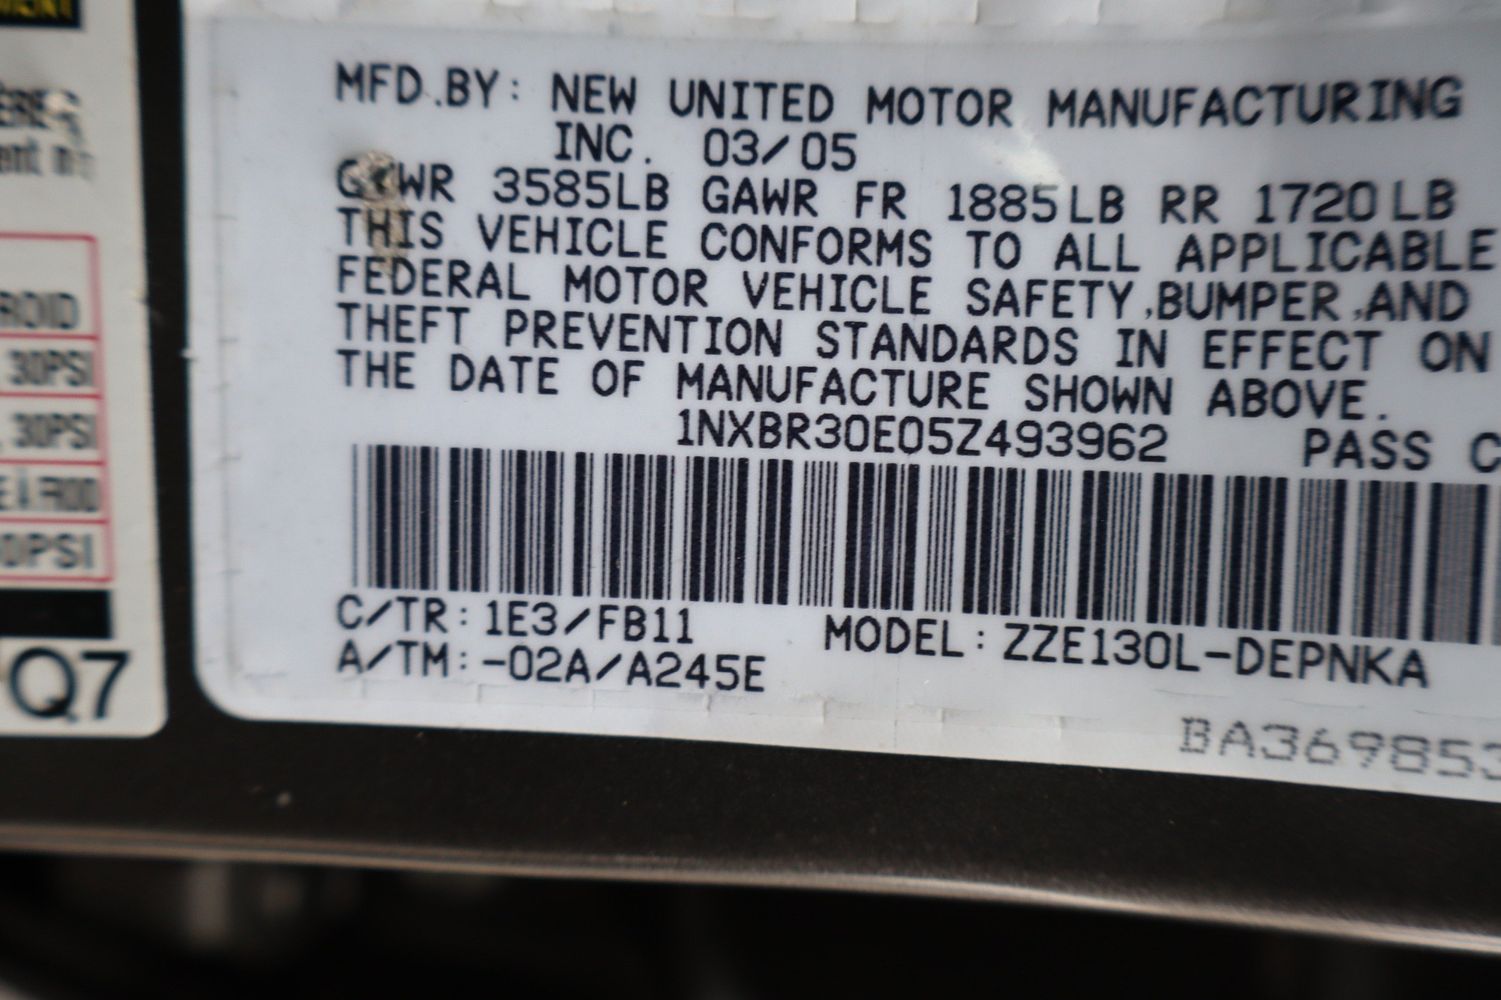 MFD.BY: NEW UNITED MOTOR MANUFACTURING
INC. 03/05
GVWR 3585LB GAWR FR 1885LB RR 1720LB
THIS VEHICLE CONFORMS TO ALL APPLICABLE
FEDERAL MOTOR VEHICLE SAFETY,BUMPER,AND
THEFT PREVENTION STANDARDS IN EFFECT ON
THE DATE OF MANUFACTURE SHOWN ABOVE.
1NXBR30E05Z493962 PASS C
C/TR: 1E3/FB11 MODEL: ZZE130L-DEPNKA
A/TM:-02A/A245E
BA369853
ROID
30PSI
30PSI
0PSI
Q7